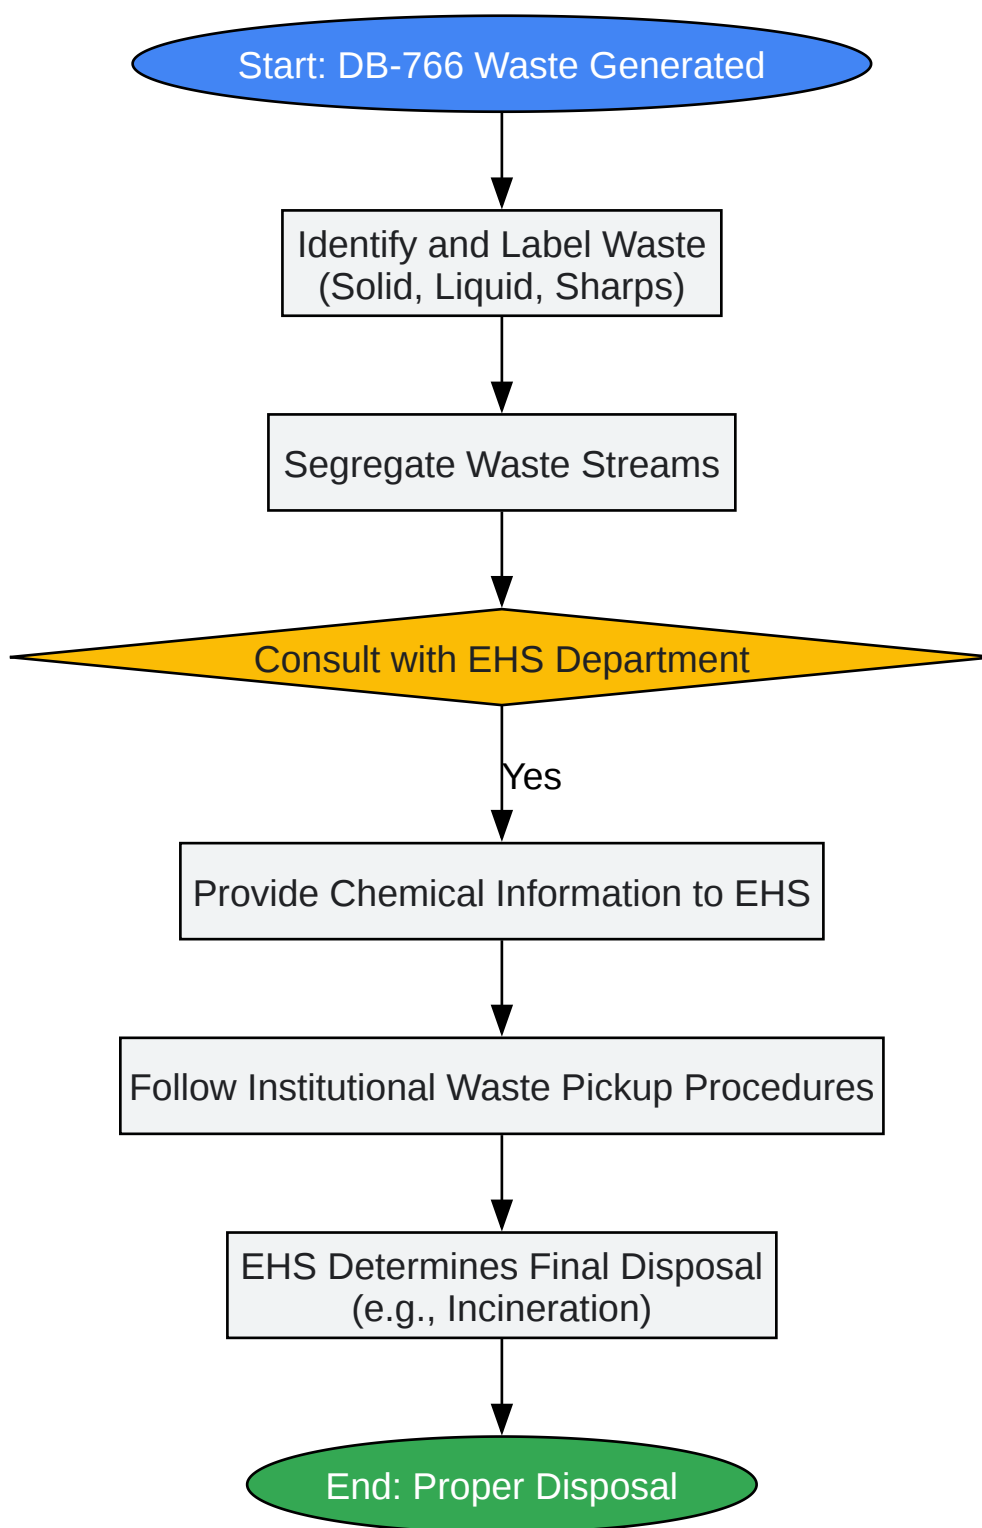 Start: DB-766 Waste Generated
Identify and Label Waste
(Solid, Liquid, Sharps)
Segregate Waste Streams
Consult with EHS Department
Yes
Provide Chemical Information to EHS
Follow Institutional Waste Pickup Procedures
EHS Determines Final Disposal
(e.g., Incineration)
End: Proper Disposal